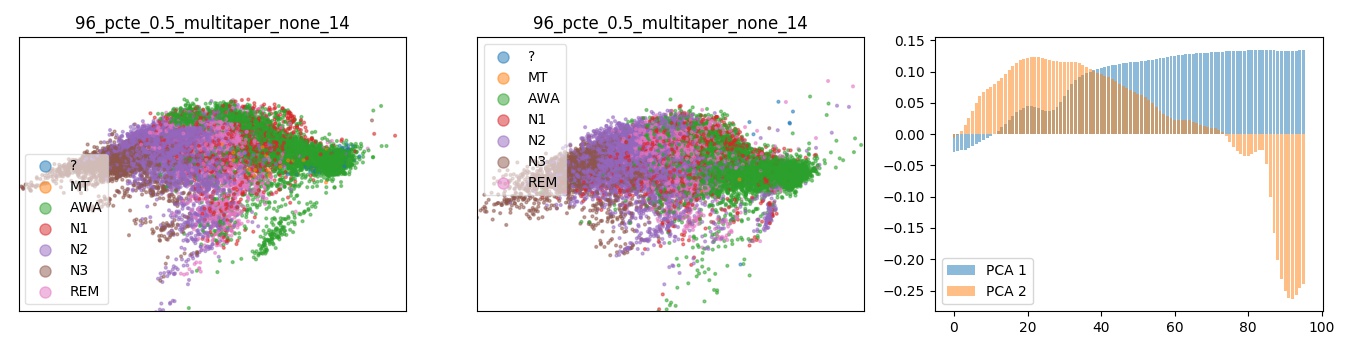 96_pcte_0.5_multitaper_none_14
?
MT
AWA
N1
N2
N3
REM
96_pcte_0.5_multitaper_none_14
?
MT
AWA
N1
N2
N3
REM
0.15
0.10
0.05
0.00
−0.05
−0.10
−0.15
−0.20
−0.25
PCA 1
PCA 2
0 20 40 60 80 100